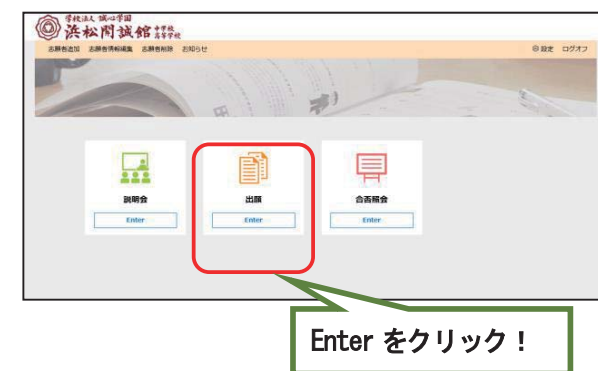 学校法人 誠心学園
浜松開誠館 中学校 高等学校
志願者追加 志願者情報編集 志願者削除 お知らせ 設定 ログオフ
説明会 出願 合否照会
Enter Enter Enter
Enter をクリック！